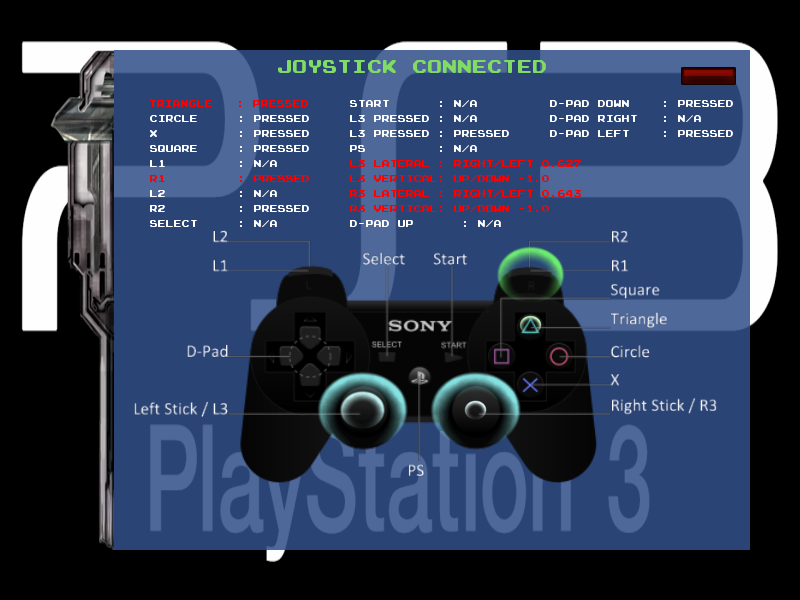 PS3
JOYSTICK CONNECTED
TRIANGLE : PRESSED START : N/A D-PAD DOWN : PRESSED
CIRCLE : PRESSED L3 PRESSED : N/A D-PAD RIGHT : N/A
X : PRESSED L3 PRESSED : PRESSED D-PAD LEFT : PRESSED
SQUARE : PRESSED PS : N/A
L1 : N/A L3 LATERAL : RIGHT/LEFT 0.627
R1 : PRESSED L3 VERTICAL : UP/DOWN -1.0
L2 : N/A R3 LATERAL : RIGHT/LEFT 0.643
R2 : PRESSED R3 VERTICAL : UP/DOWN -1.0
SELECT : N/A D-PAD UP : N/A
L2 R2
L1 Select Start R1
Square
L R
Triangle
SONY
SELECT START
D-Pad Circle
X
Left Stick / L3 Right Stick / R3
PS
PlayStation 3